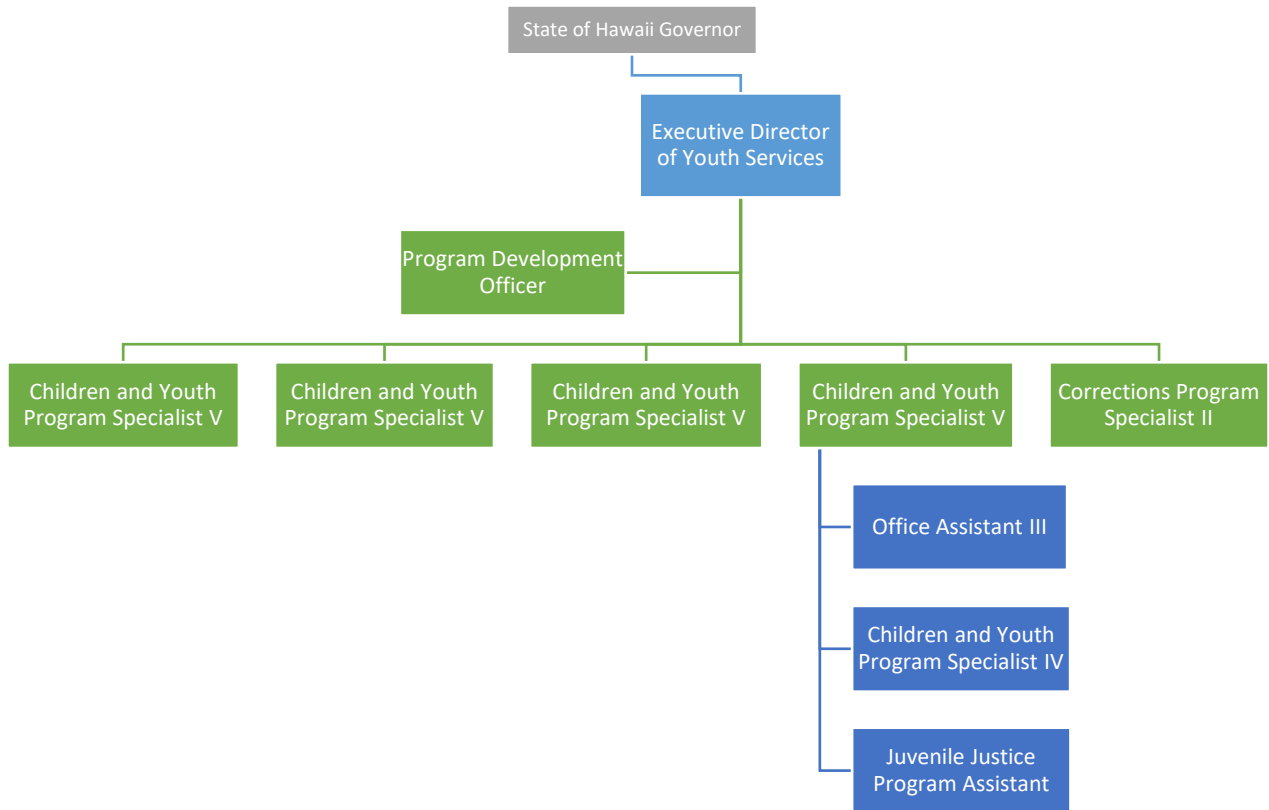 State of Hawaii Governor
Executive Director
of Youth Services
Program Development
Officer
Children and Youth
Program Specialist V
Children and Youth
Program Specialist V
Children and Youth
Program Specialist V
Children and Youth
Program Specialist V
Corrections Program
Specialist II
Office Assistant III
Children and Youth
Program Specialist IV
Juvenile Justice
Program Assistant